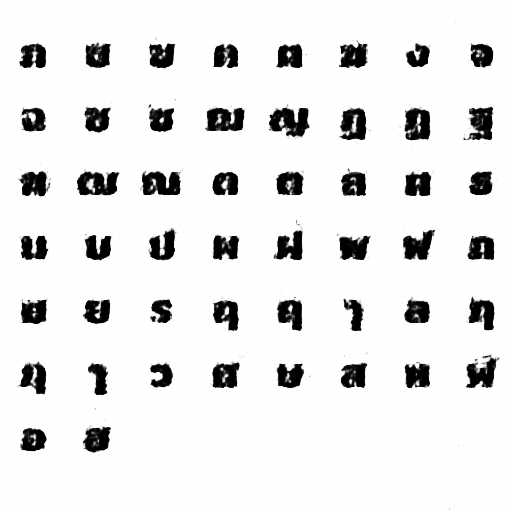 ก ข ฃ ค ฅ ฆ ง จ
ฉ ช ซ ฌ ญ ฎ ฏ ฐ
ฑ ฒ ณ ด ต ถ ท ธ
น บ ป ผ ฝ พ ฟ ภ
ม ย ร ฤ ฤ ๅ ล ฦ
ฦ ๅ ว ศ ษ ส ห ฬ
อ ฮ